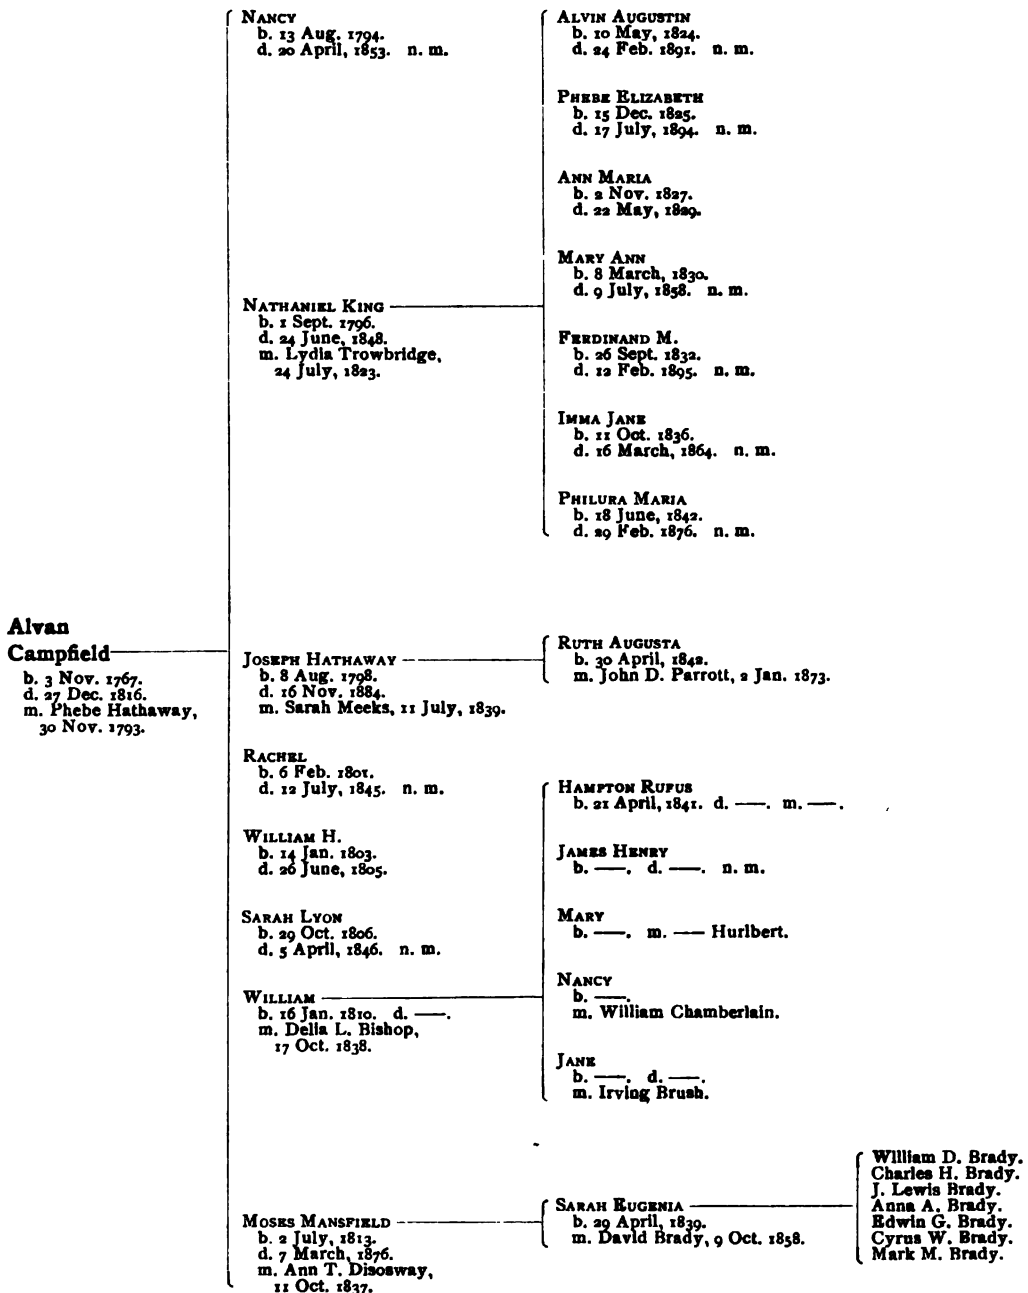 Alvan
Campfield
b. 3 Nov. 1767.
d. 27 Dec. 1816.
m. Phebe Hathaway,
30 Nov. 1793.
NANCY
b. 13 Aug. 1794.
d. 20 April, 1853. n. m.
NATHANIEL KING
b. 1 Sept. 1796.
d. 24 June, 1848.
m. Lydia Trowbridge,
24 July, 1823.
ALVIN AUGUSTIN
b. 10 May, 1824.
d. 24 Feb. 1891. n. m.
PHEBE ELIZABETH
b. 15 Dec. 1825.
d. 17 July, 1894. n. m.
ANN MARIA
b. 2 Nov. 1827.
d. 22 May, 1829.
MARY ANN
b. 8 March, 1830.
d. 9 July, 1858. n. m.
FERDINAND M.
b. 26 Sept. 1832.
d. 12 Feb. 1895. n. m.
IMMA JANE
b. 11 Oct. 1836.
d. 16 March, 1864. n. m.
PHILURA MARIA
b. 18 June, 1842.
d. 29 Feb. 1876. n. m.
JOSEPH HATHAWAY
b. 8 Aug. 1798.
d. 16 Nov. 1884.
m. Sarah Meeks, 11 July, 1839.
RUTH AUGUSTA
b. 30 April, 1842.
m. John D. Parrott, 2 Jan. 1873.
RACHEL
b. 6 Feb. 1801.
d. 12 July, 1845. n. m.
WILLIAM H.
b. 14 Jan. 1803.
d. 26 June, 1805.
SARAH LYON
b. 29 Oct. 1806.
d. 5 April, 1846. n. m.
WILLIAM
b. 16 Jan. 1810. d. ——.
m. Delia L. Bishop,
17 Oct. 1838.
HAMPTON RUFUS
b. 21 April, 1841. d. ——. m. ——.
JAMES HENRY
b. ——. d. ——. n. m.
MARY
b. ——. m. —— Hurlbert.
NANCY
b. ——.
m. William Chamberlain.
JANE
b. ——. d. ——.
m. Irving Brush.
MOSES MANSFIELD
b. 2 July, 1813.
d. 7 March, 1876.
m. Ann T. Disosway,
11 Oct. 1837.
SARAH EUGENIA
b. 29 April, 1839.
m. David Brady, 9 Oct. 1858.
William D. Brady.
Charles H. Brady.
J. Lewis Brady.
Anna A. Brady.
Edwin G. Brady.
Cyrus W. Brady.
Mark M. Brady.